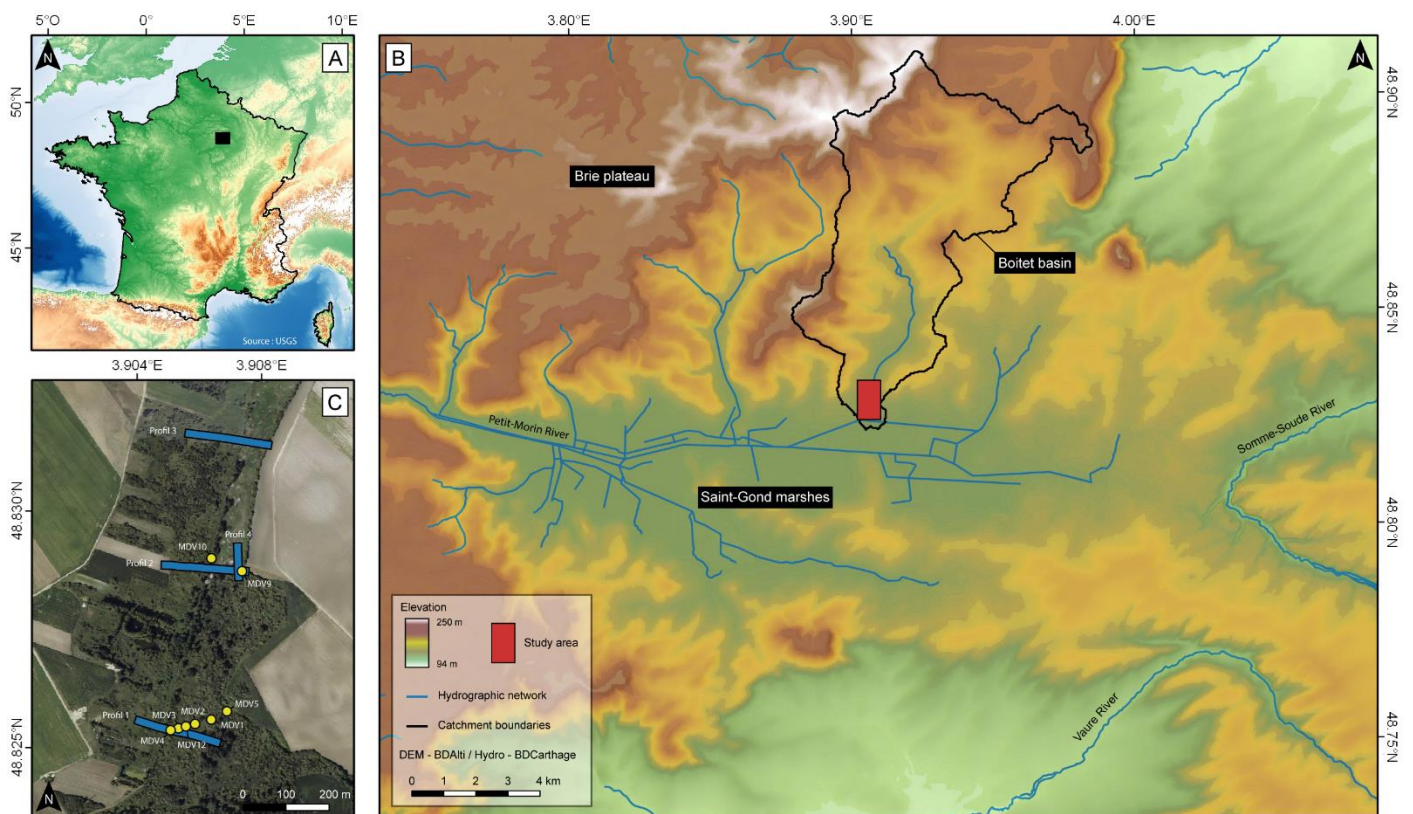 5°O 0° 5°E 10°E
N
A
50°N
45°N
Source : USGS
3.904°E 3.908°E
C
Profil 3
48.830°N
Profil 4
MDV10
Profil 2
MDV9
MDV5
MDV2
MDV3
Profil 1
MDV1
MDV4
MDV12
48.825°N
N
0 100 200 m
3.80°E 3.90°E 4.00°E
B
N
48.90°N
Brie plateau
Boitet basin
48.85°N
Petit-Morin River
Somme-Soude River
Saint-Gond marshes
48.80°N
Elevation
250 m
94 m
Study area
Hydrographic network
Catchment boundaries
DEM - BDAlti / Hydro - BDCarthage
0 1 2 3 4 km
Vaure River
48.75°N